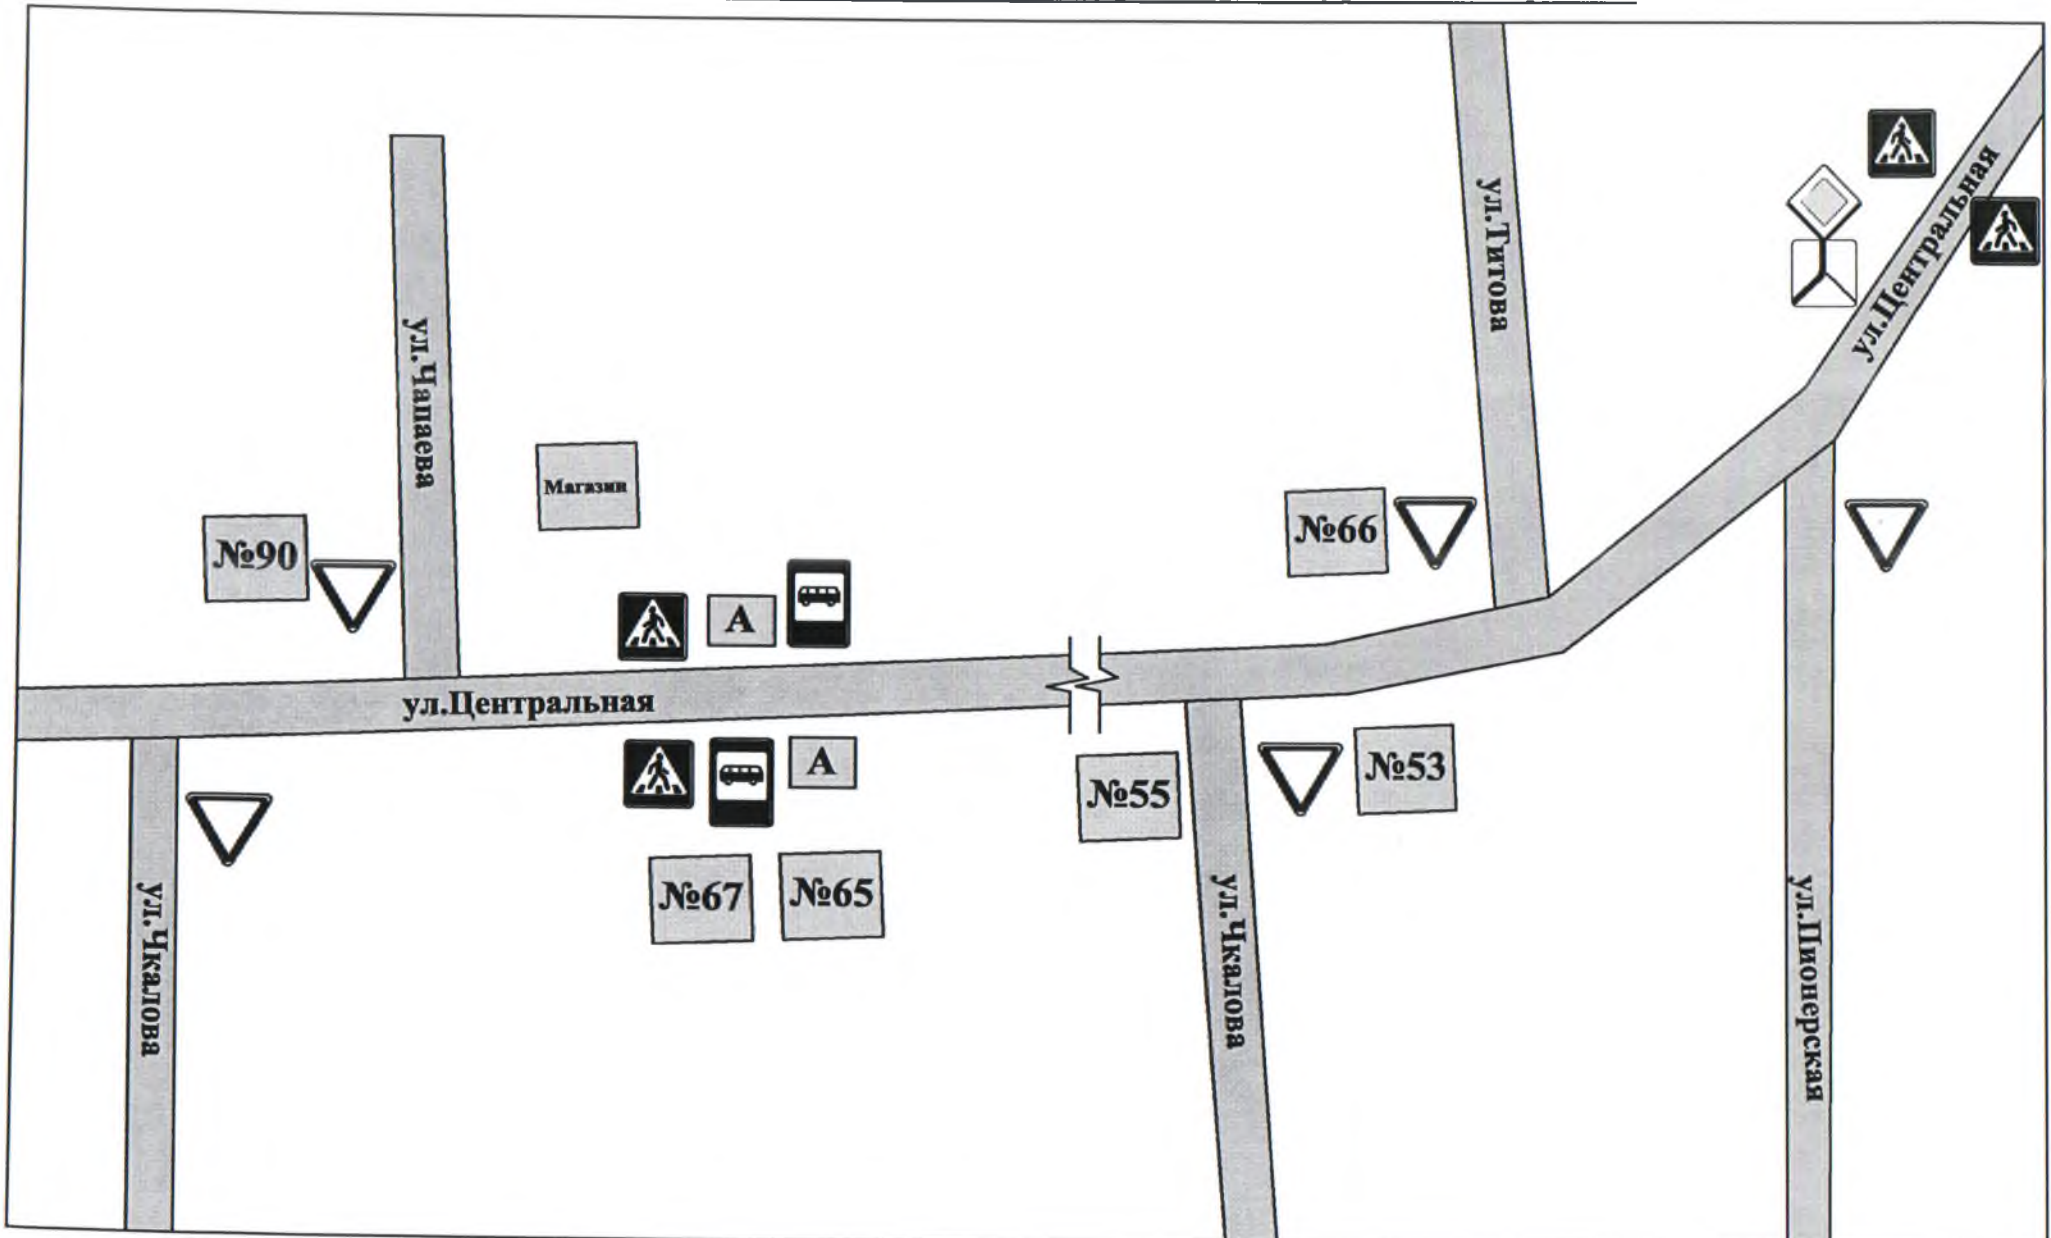 ул.Титова
ул.Центральная
ул.Чапаева
Магазин
№90
№66
А
ул.Центральная
А
№55
№53
№67
№65
ул.Чкалова
ул.Чкалова
ул.Пионерская